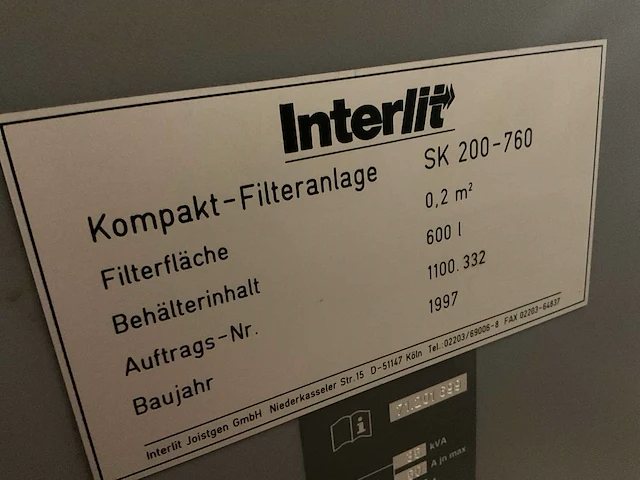 Interlit
Kompakt-Filteranlage SK 200-760
Filterfläche 0,2 m²
Behälterinhalt 600 l
Auftrags-Nr. 1100.332
Baujahr 1997
Interlit Joistgen GmbH Niederkasseler Str.15 D-51147 Köln Tel.:02203/69006-8 FAX 02203-64837
kVA
A jn max